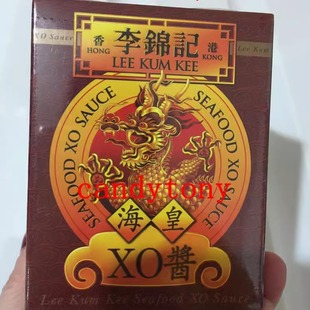 XO Sauce
Lee Kum
香
HONG
李錦記
港
KONG
LEE KUM KEE
SEAFOOD XO SAUCE
SEAFOOD XO SAUCE
candytony
海皇
XO醬
Lee Kum Kee Seafood XO Sauce